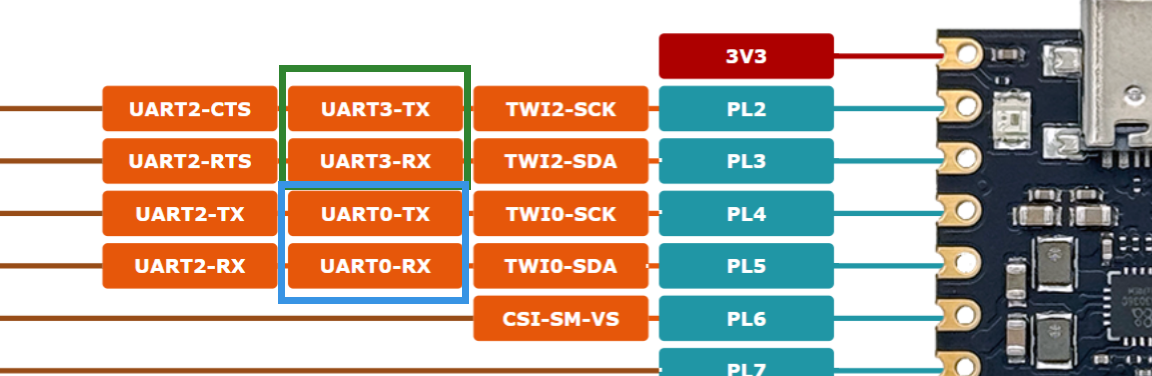 3V3
UART2-CTS UART3-TX TWI2-SCK PL2
UART2-RTS UART3-RX TWI2-SDA PL3
UART2-TX UART0-TX TWI0-SCK PL4
UART2-RX UART0-RX TWI0-SDA PL5
CSI-SM-VS PL6
PL7